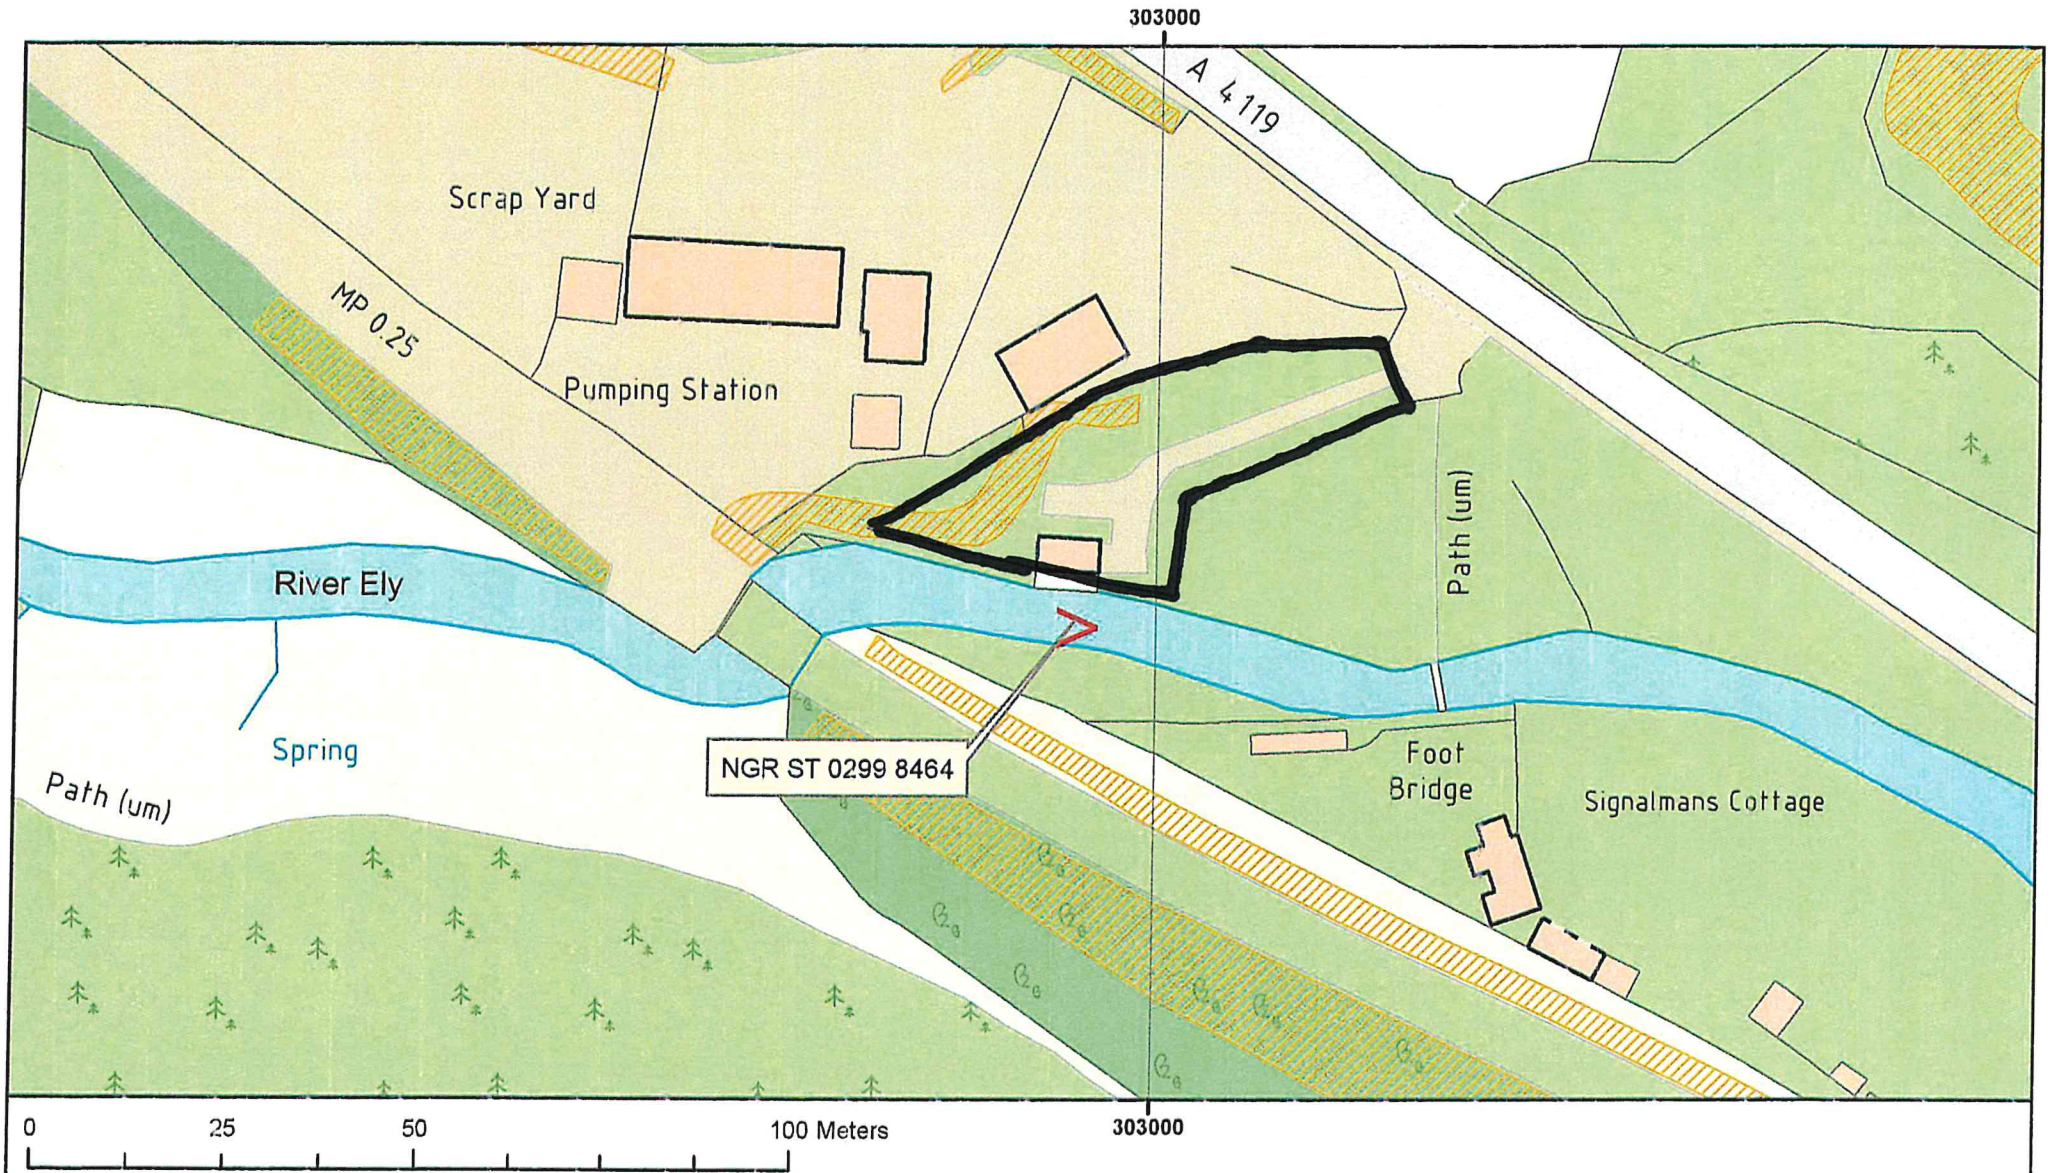 303000
A 4119
Scrap Yard
MP 0.25
Pumping Station
Path (um)
River Ely
Spring
NGR ST 0299 8464
Foot
Bridge
Signalmans Cottage
Path (um)
0 25 50 100 Meters
303000